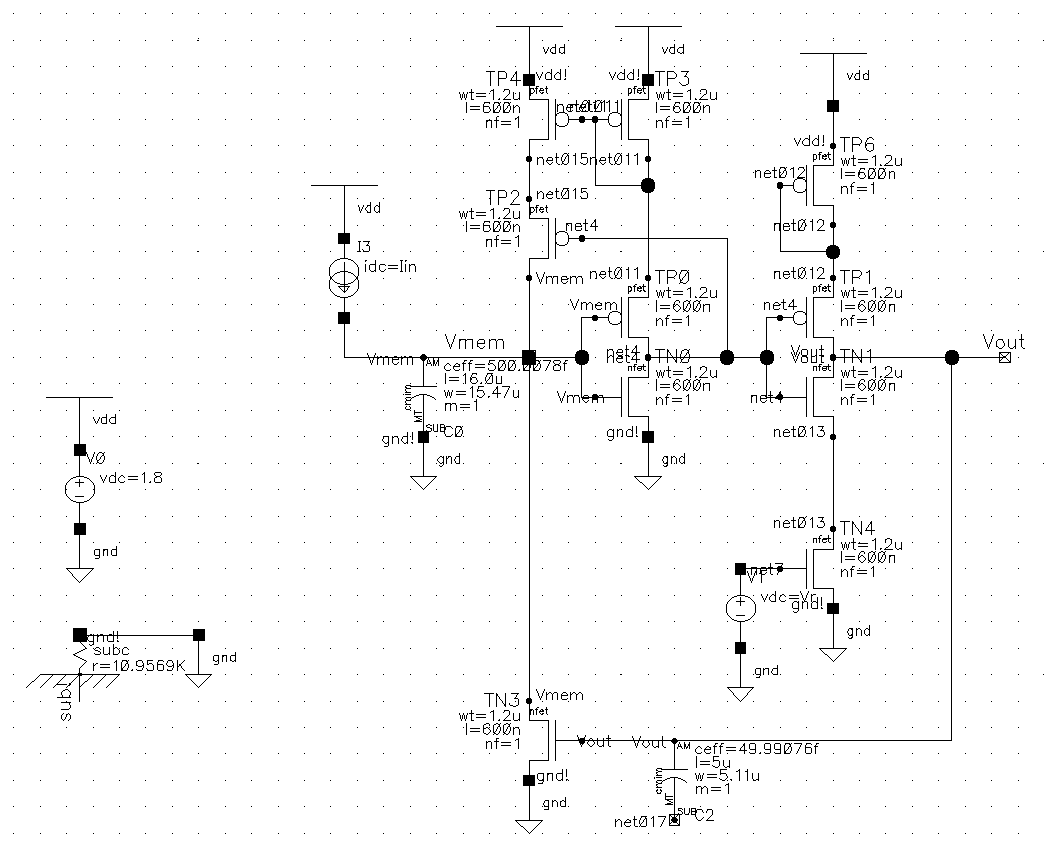 vdd
vdd
vdd
TP4
vdd!
vdd!
TP3
wt=1.2u
l=600n
nf=1
pfet
pfet
wt=1.2u
l=600n
nf=1
net011
vdd!
TP6
pfet
wt=1.2u
l=600n
nf=1
net015
net011
net012
TP2
net015
wt=1.2u
l=600n
nf=1
pfet
net4
net012
vdd
I3
idc=Iin
Vmem
net011
TP0
pfet
wt=1.2u
l=600n
nf=1
Vmem
net012
TP1
pfet
wt=1.2u
l=600n
nf=1
net4
Vmem
Vmem
AM
ceff=500.0078f
l=16.0u
w=15.47u
m=1
cmim
MT
SUB
C0
gnd!
gnd
net4
TN0
nfet
wt=1.2u
l=600n
nf=1
Vmem
gnd!
gnd
Vout
TN1
nfet
wt=1.2u
l=600n
nf=1
net4
net013
Vout
vdd
V0
vdc=1.8
gnd
net013
TN4
nfet
wt=1.2u
l=600n
nf=1
net7
V1
vdc=Vr
gnd!
gnd
gnd
gnd!
subc
r=10.9569K
sub!
gnd
TN3
Vmem
nfet
wt=1.2u
l=600n
nf=1
gnd!
gnd
Vout
Vout
AM
ceff=49.99076f
l=5u
w=5.11u
m=1
cmim
MT
SUB
C2
net017